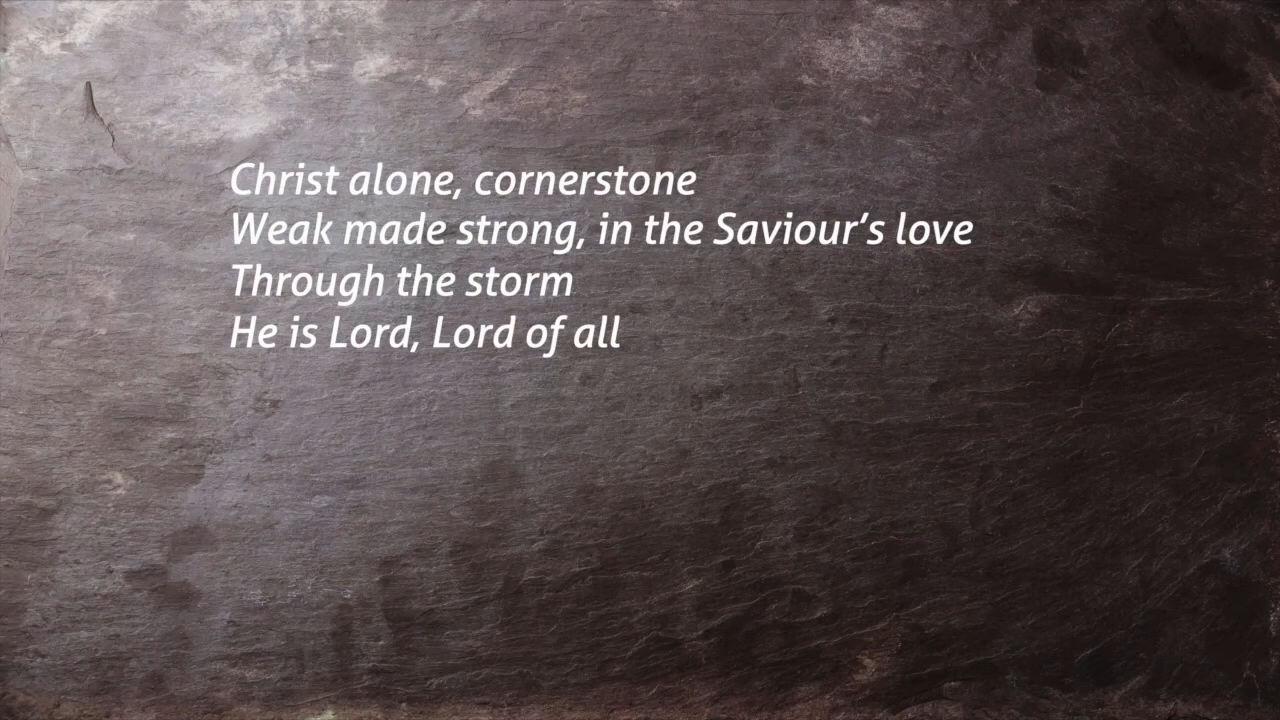 Christ alone, cornerstone
Weak made strong, in the Saviour’s love
Through the storm
He is Lord, Lord of all